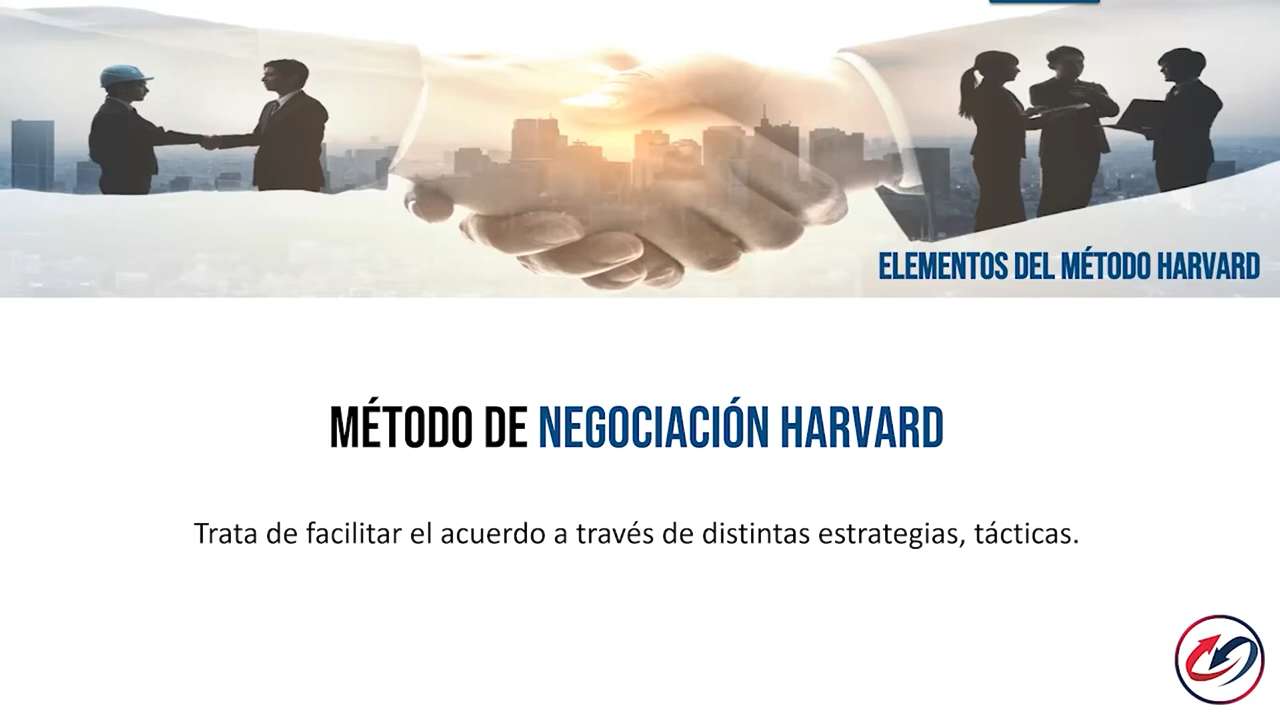 ELEMENTOS DEL MÉTODO HARVARD
MÉTODO DE NEGOCIACIÓN HARVARD
Trata de facilitar el acuerdo a través de distintas estrategias, tácticas.